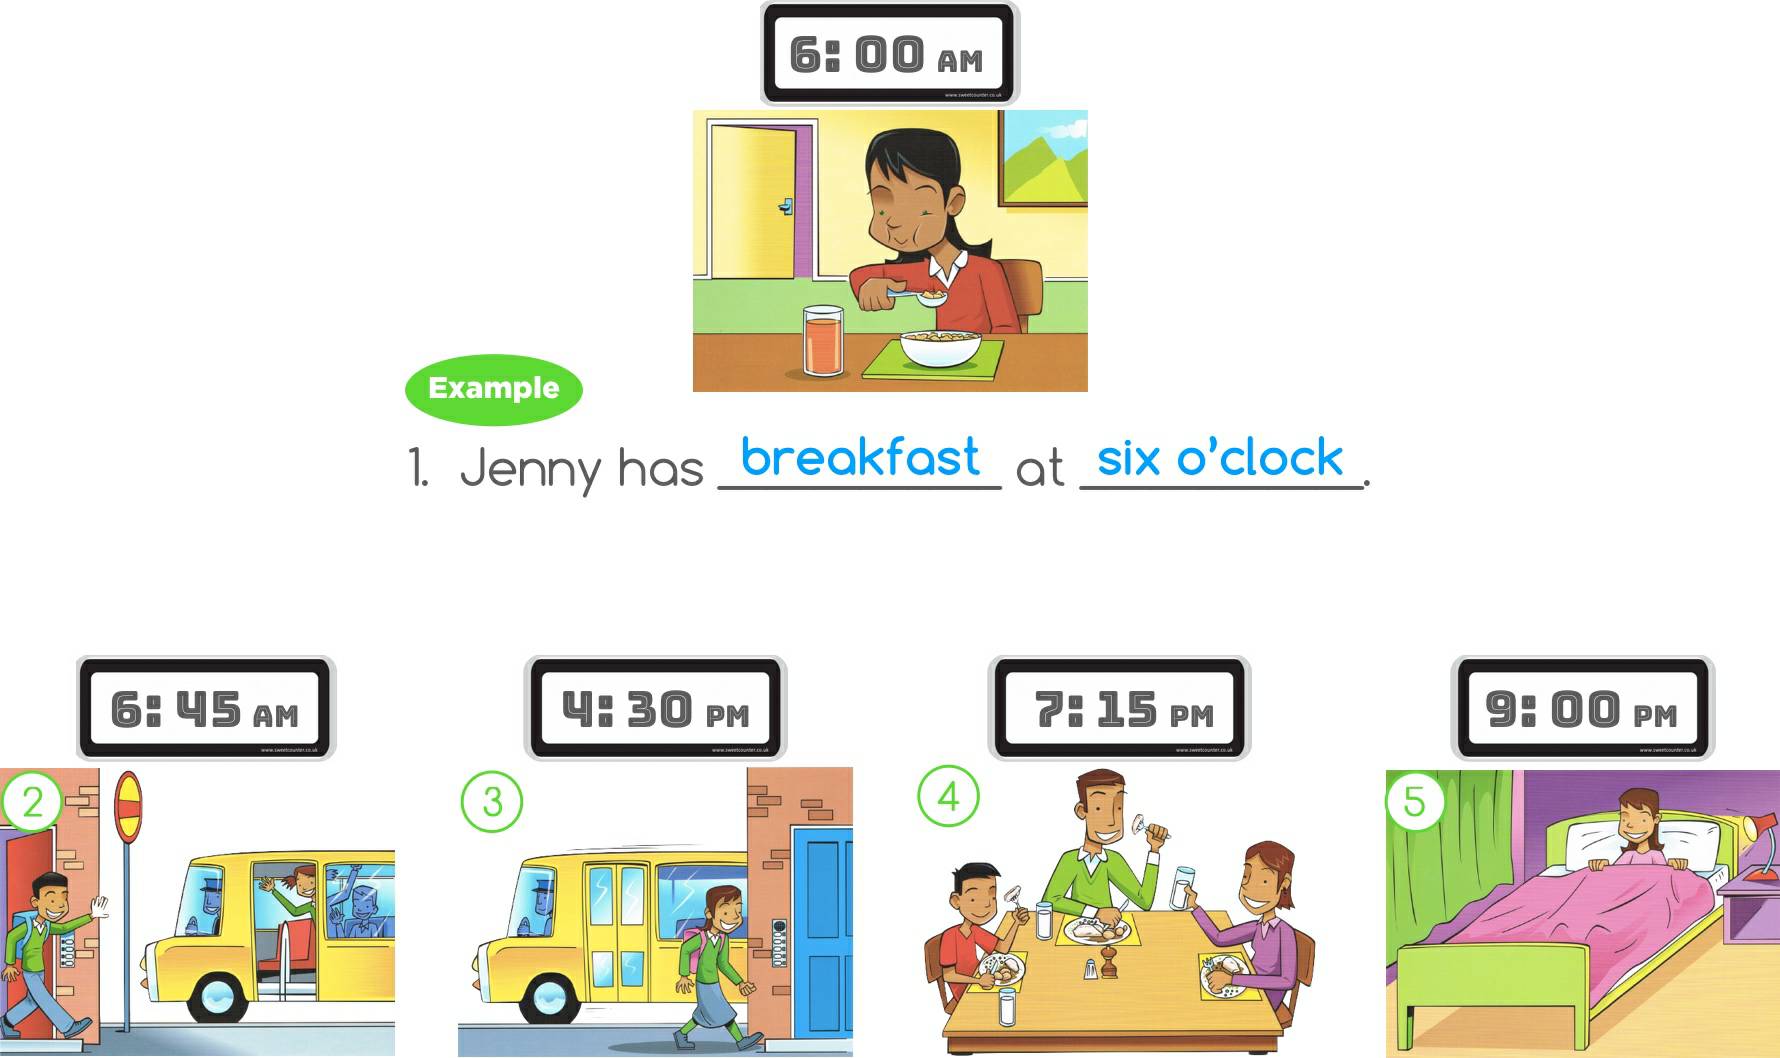 6: 00 AM
www.sweetcounter.co.uk
Example
1. Jenny has breakfast at six o’clock.
6: 45 AM
www.sweetcounter.co.uk
4: 30 PM
www.sweetcounter.co.uk
7: 15 PM
www.sweetcounter.co.uk
9: 00 PM
www.sweetcounter.co.uk
2
3
4
5